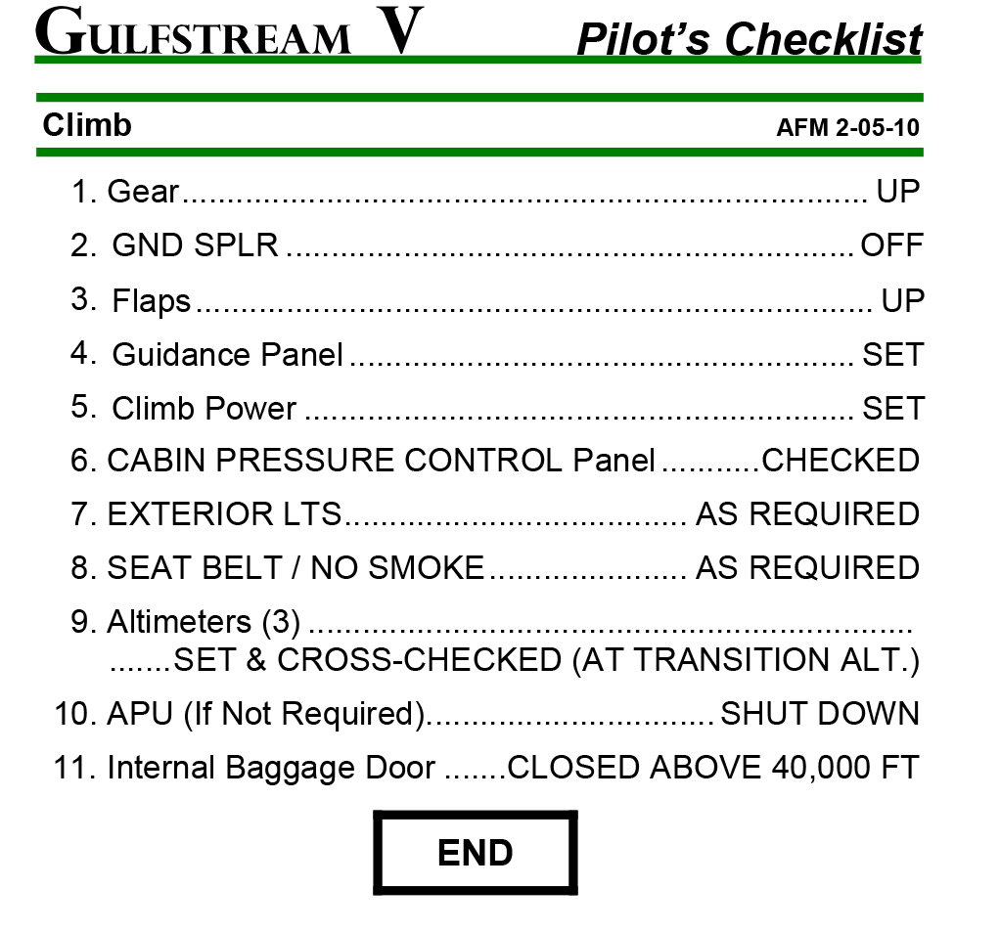 GULFSTREAM V Pilot’s Checklist
Climb AFM 2-05-10
1. Gear............................................................................ UP
2. GND SPLR............................................................... OFF
3. Flaps........................................................................... UP
4. Guidance Panel........................................................ SET
5. Climb Power ............................................................. SET
6. CABIN PRESSURE CONTROL Panel...........CHECKED
7. EXTERIOR LTS...................................... AS REQUIRED
8. SEAT BELT / NO SMOKE...................... AS REQUIRED
9. Altimeters (3) ...................................................................
.......SET & CROSS-CHECKED (AT TRANSITION ALT.)
10. APU (If Not Required)................................SHUT DOWN
11. Internal Baggage Door .......CLOSED ABOVE 40,000 FT
END